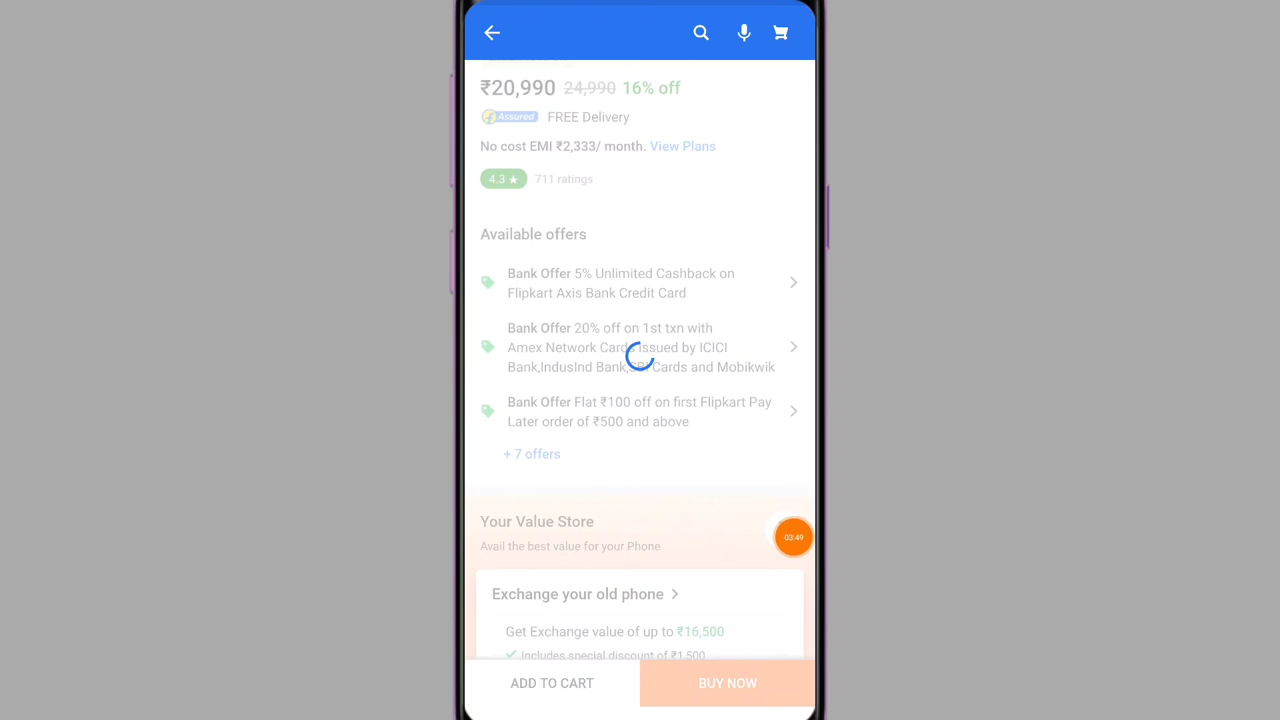 ₹20,990 24,990 16% off
Assured FREE Delivery
No cost EMI ₹2,333/ month. View Plans
4.3 ★ 711 ratings
Available offers
Bank Offer 5% Unlimited Cashback on
Flipkart Axis Bank Credit Card
Bank Offer 20% off on 1st txn with
Amex Network Cards issued by ICICI
Bank,IndusInd Bank,SBI Cards and Mobikwik
Bank Offer Flat ₹100 off on first Flipkart Pay
Later order of ₹500 and above
+ 7 offers
Your Value Store
03:49
Avail the best value for your Phone
Exchange your old phone
Get Exchange value of up to ₹16,500
Includes special discount of ₹1,500
ADD TO CART BUY NOW